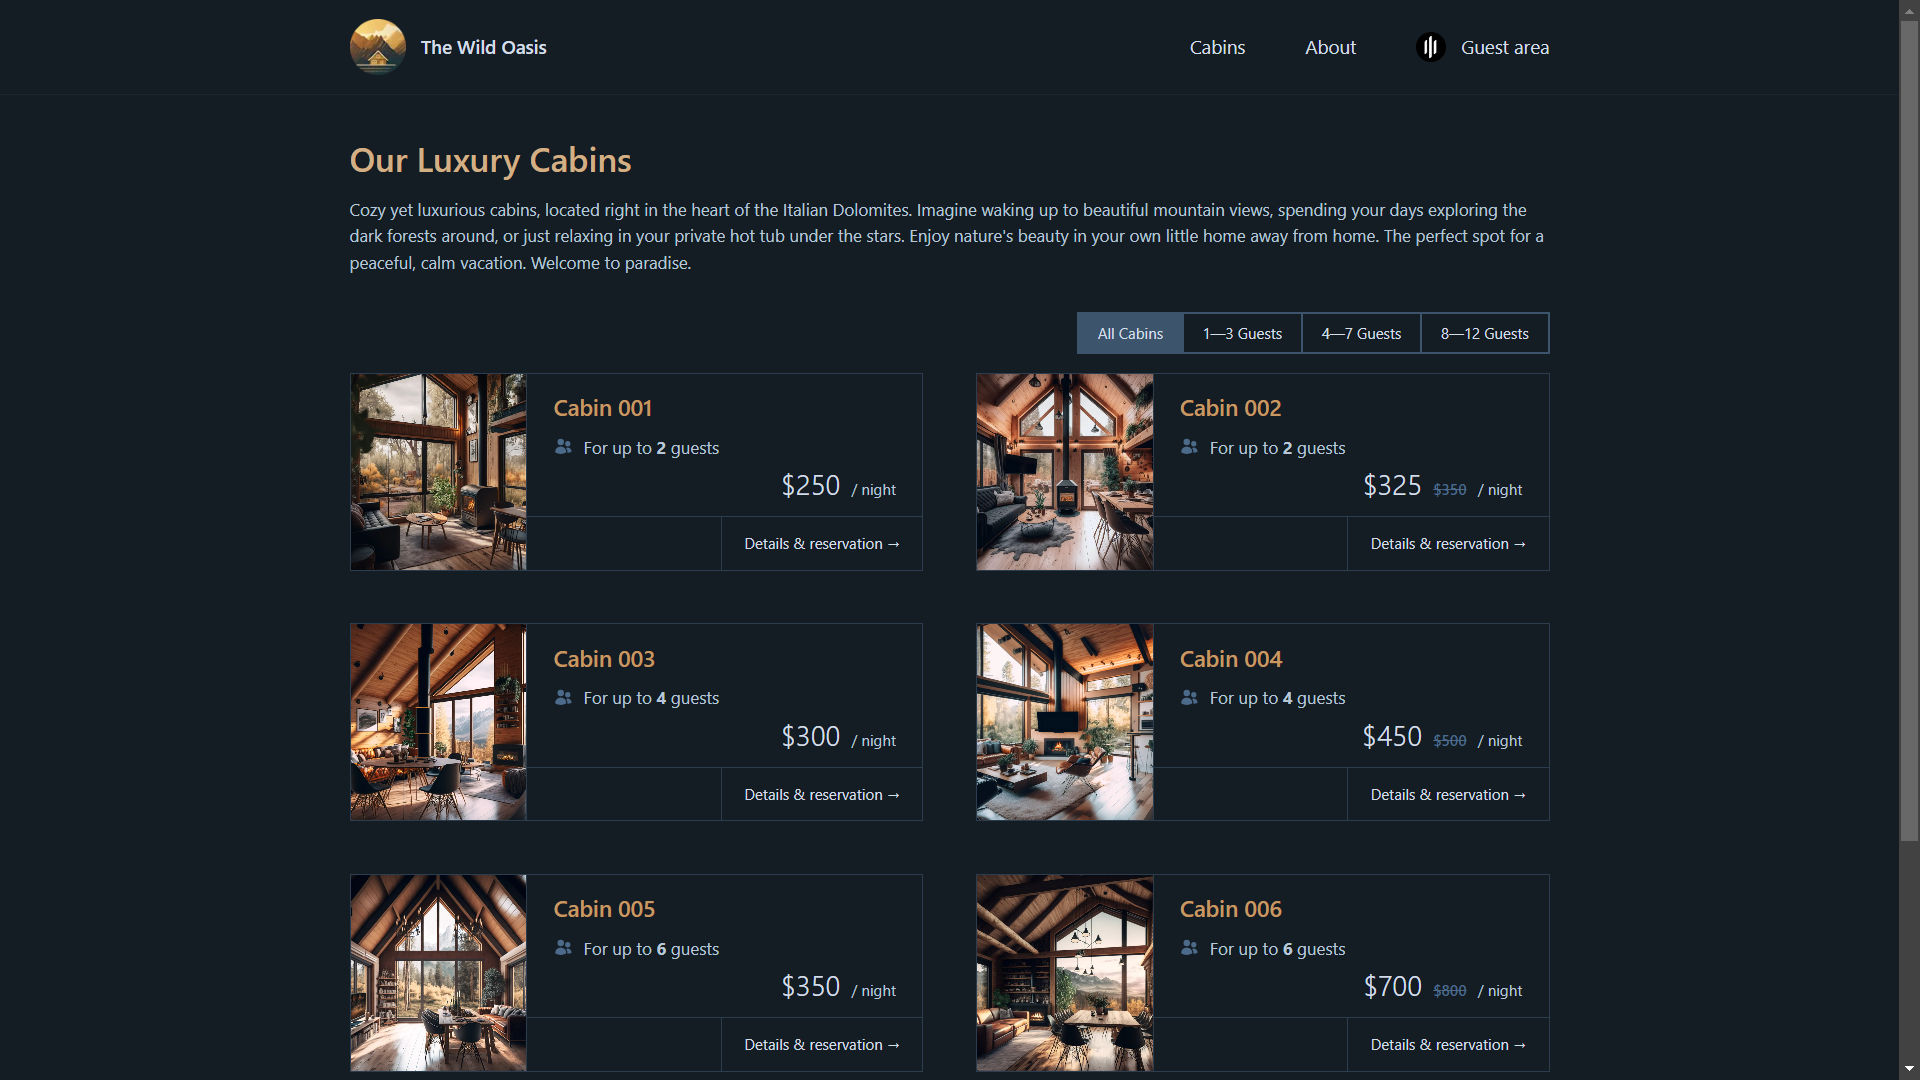 The Wild Oasis
Cabins
About
Guest area
Our Luxury Cabins
Cozy yet luxurious cabins, located right in the heart of the Italian Dolomites. Imagine waking up to beautiful mountain views, spending your days exploring the
dark forests around, or just relaxing in your private hot tub under the stars. Enjoy nature's beauty in your own little home away from home. The perfect spot for a
peaceful, calm vacation. Welcome to paradise.
All Cabins
1—3 Guests
4—7 Guests
8—12 Guests
Cabin 001
For up to 2 guests
$250 / night
Details & reservation →
Cabin 002
For up to 2 guests
$325 $350 / night
Details & reservation →
Cabin 003
For up to 4 guests
$300 / night
Details & reservation →
Cabin 004
For up to 4 guests
$450 $500 / night
Details & reservation →
Cabin 005
For up to 6 guests
$350 / night
Details & reservation →
Cabin 006
For up to 6 guests
$700 $800 / night
Details & reservation →